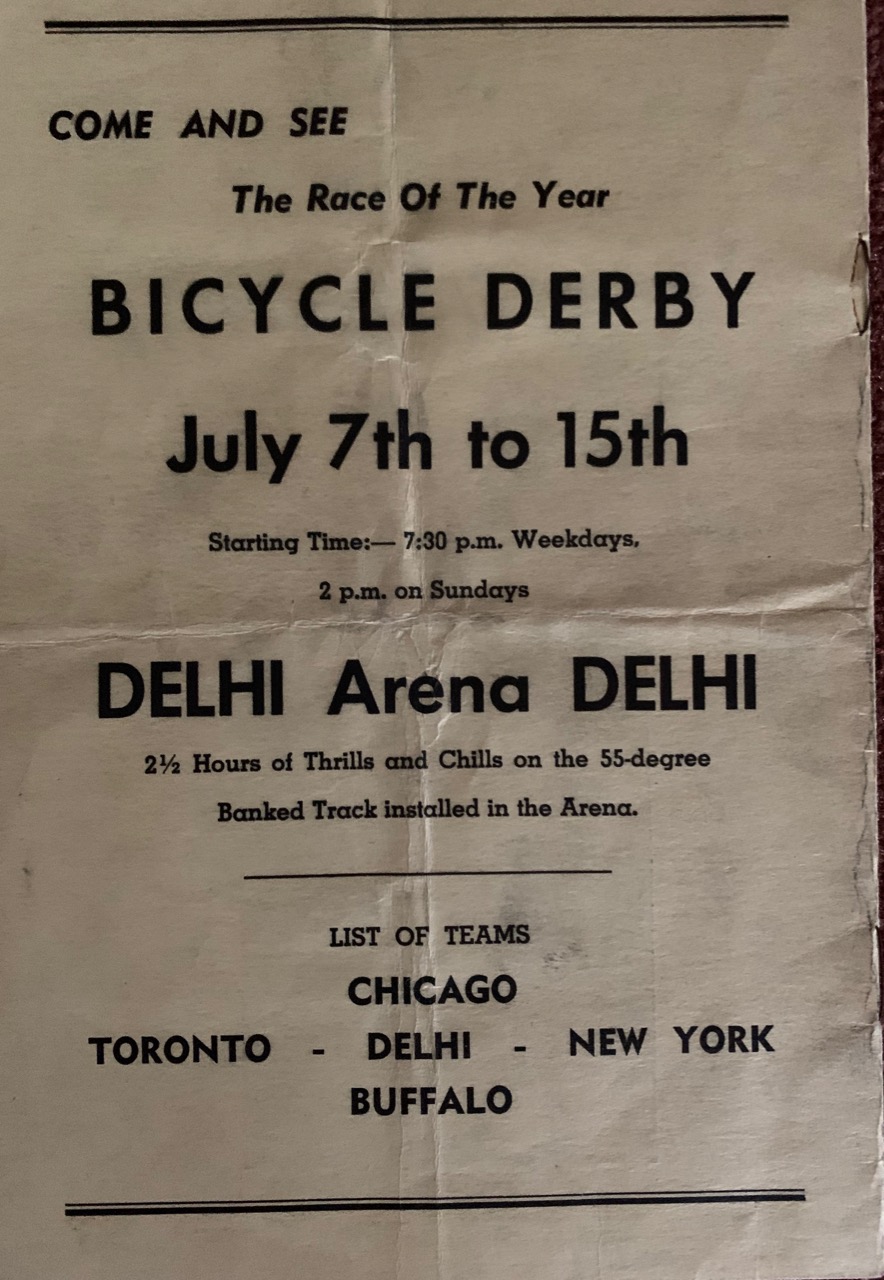 COME AND SEE
The Race Of The Year
BICYCLE DERBY
July 7th to 15th
Starting Time:— 7:30 p.m. Weekdays,
2 p.m. on Sundays
DELHI Arena DELHI
2½ Hours of Thrills and Chills on the 55-degree
Banked Track installed in the Arena.
LIST OF TEAMS
CHICAGO
TORONTO - DELHI - NEW YORK
BUFFALO